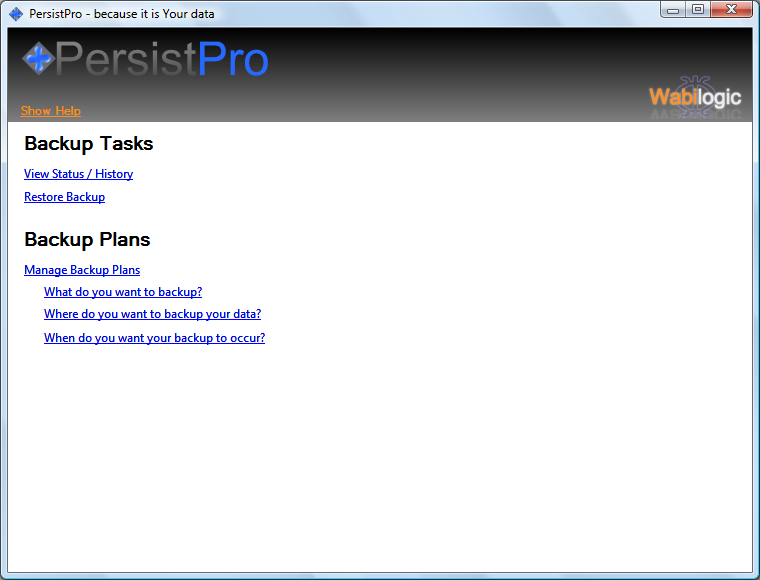 PersistPro - because it is Your data
PersistPro
Show Help
Wabilogic
Backup Tasks
View Status / History
Restore Backup
Backup Plans
Manage Backup Plans
What do you want to backup?
Where do you want to backup your data?
When do you want your backup to occur?